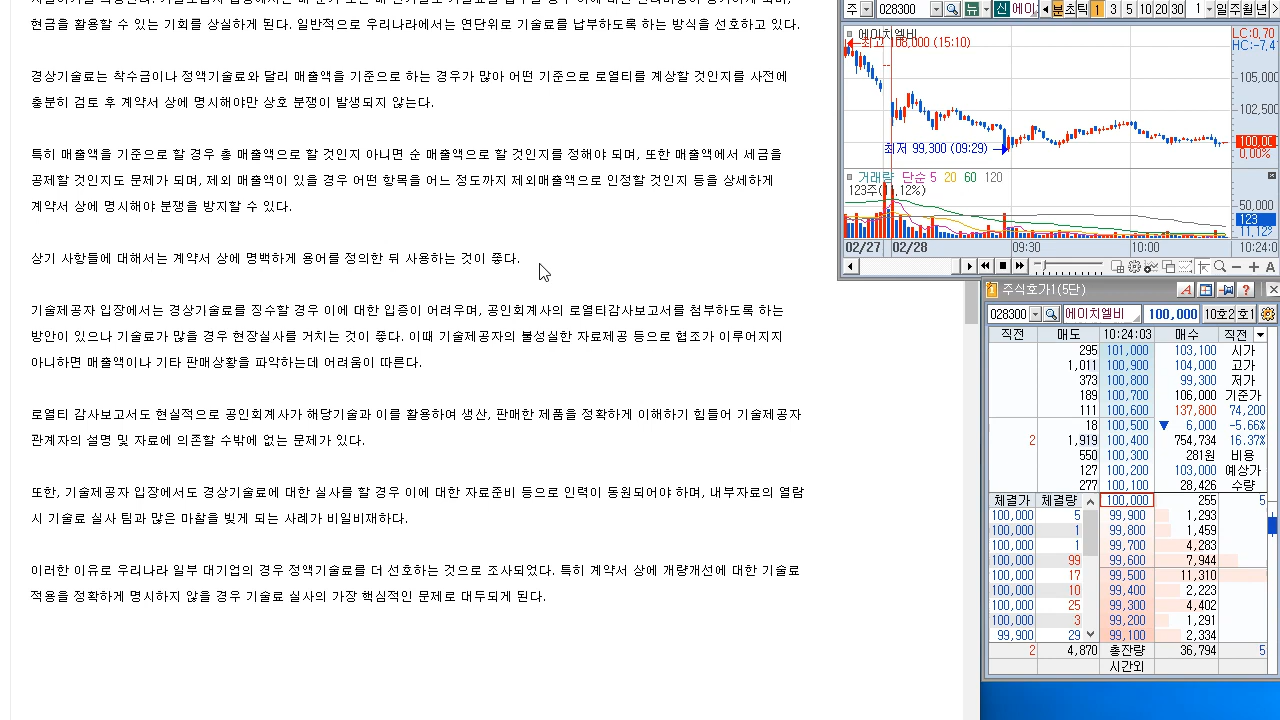 현금을 활용할 수 있는 기회를 상실하게 된다. 일반적으로 우리나라에서는 연단위로 기술료를 납부하도록 하는 방식을 선호하고 있다.
경상기술료는 착수금이나 정액기술료와 달리 매출액을 기준으로 하는 경우가 많아 어떤 기준으로 로열티를 계상할 것인지를 사전에
충분히 검토 후 계약서 상에 명시해야만 상호 분쟁이 발생되지 않는다.
특히 매출액을 기준으로 할 경우 총 매출액으로 할 것인지 아니면 순 매출액으로 할 것인지를 정해야 되며, 또한 매출액에서 세금을
공제할 것인지도 문제가 되며, 제외 매출액이 있을 경우 어떤 항목을 어느 정도까지 제외매출액으로 인정할 것인지 등을 상세하게
계약서 상에 명시해야 분쟁을 방지할 수 있다.
상기 사항들에 대해서는 계약서 상에 명백하게 용어를 정의한 뒤 사용하는 것이 좋다.
기술제공자 입장에서는 경상기술료를 징수할 경우 이에 대한 입증이 어려우며, 공인회계사의 로열티감사보고서를 첨부하도록 하는
방안이 있으나 기술료가 많을 경우 현장실사를 거치는 것이 좋다. 이때 기술제공자의 불성실한 자료제공 등으로 협조가 이루어지지
아니하면 매출액이나 기타 판매상황을 파악하는데 어려움이 따른다.
로열티 감사보고서도 현실적으로 공인회계사가 해당기술과 이를 활용하여 생산, 판매한 제품을 정확하게 이해하기 힘들어 기술제공자
관계자의 설명 및 자료에 의존할 수밖에 없는 문제가 있다.
또한, 기술제공자 입장에서도 경상기술료에 대한 실사를 할 경우 이에 대한 자료준비 등으로 인력이 동원되어야 하며, 내부자료의 열람
시 기술료 실사 팀과 많은 마찰을 빚게 되는 사례가 비일비재하다.
이러한 이유로 우리나라 일부 대기업의 경우 정액기술료를 더 선호하는 것으로 조사되었다. 특히 계약서 상에 개량개선에 대한 기술료
적용을 정확하게 명시하지 않을 경우 기술료 실사의 가장 핵심적인 문제로 대두되게 된다.
주 028300 뉴 신 에이 분 초 틱 1 3 5 10 20 30 1 일 주 월 년
에이치엘비 LC:0,70
최고 108,000 (15:10) HC:-7,4
105,000
102,500
최저 99,300 (09:29) 100,00
0,00%
거래량 단순 5 20 60 120
50,000
123
11,12%
02/27 02/28 09:30 10:00 10:24:0
주식호가1(5단)
028300 에이치엘비 100,000 10호2 호1
직전 매도 10:24:03 매수 직전
295 101,000 103,100 시가
1,011 100,900 104,000 고가
373 100,800 99,300 저가
189 100,700 106,000 기준가
111 100,600 137,800 74,200
18 100,500 ▼ 6,000 -5.66%
2 1,919 100,400 754,734 16.37%
550 100,300 281원 비용
127 100,200 103,000 예상가
277 100,100 28,426 수량
체결가 체결량 100,000 255 5
100,000 5 99,900 1,293
100,000 1 99,800 1,459
100,000 1 99,700 4,283
100,000 99 99,600 7,944
100,000 17 99,500 11,310
100,000 10 99,400 2,223
100,000 25 99,300 4,402
100,000 3 99,200 1,291
99,900 29 99,100 2,334
2 4,870 총잔량 36,794 5
시간외